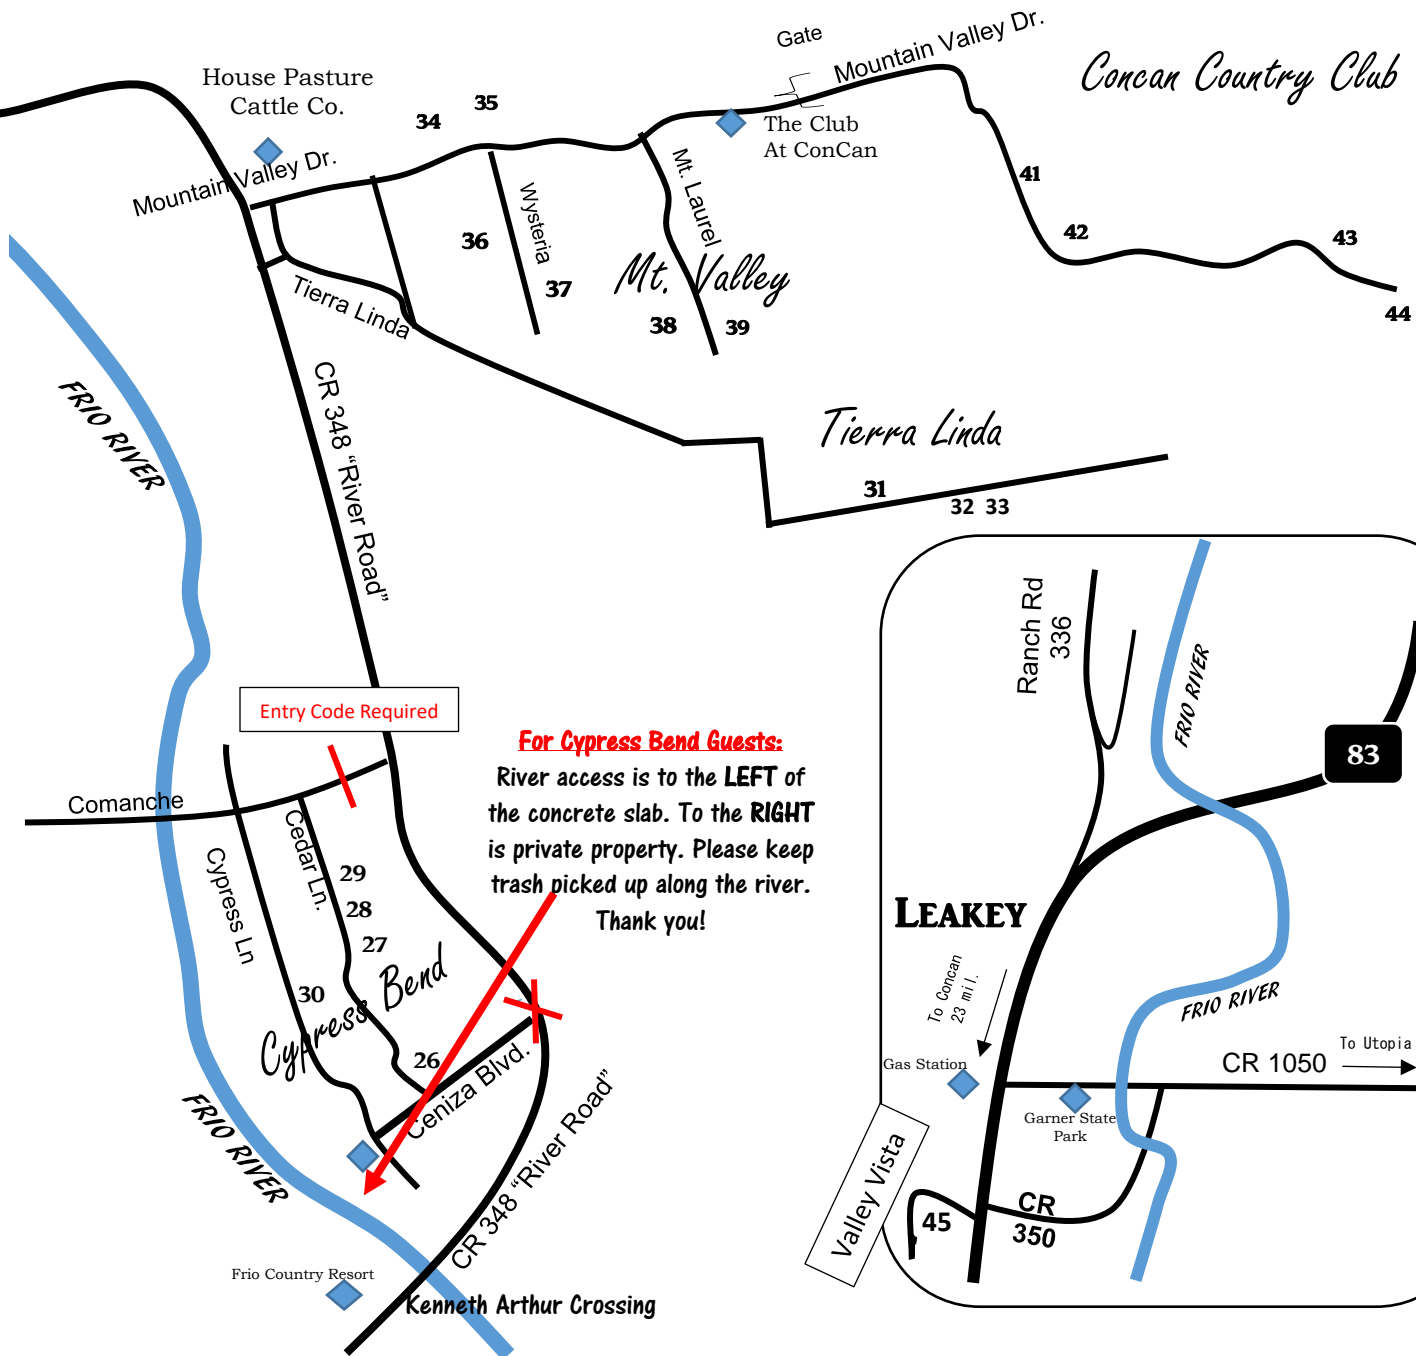 Gate
Mountain Valley Dr.
Concan Country Club
House Pasture
Cattle Co.
35
34
The Club
At ConCan
Mountain Valley Dr.
Mt. Laurel
Wysteria
41
36
42
43
Mt. Valley
37
Tierra Linda
38
39
44
FRIO RIVER
CR 348 “River Road”
Tierra Linda
31
32 33
Ranch Rd
336
FRIO RIVER
Entry Code Required
83
For Cypress Bend Guests:
River access is to the LEFT of
the concrete slab. To the RIGHT
is private property. Please keep
trash picked up along the river.
Thank you!
Comanche
Cedar Ln.
Cypress Ln
29
28
27
LEAKEY
Cypress Bend
30
To Concan
23 mil.
FRIO RIVER
26
Ceniza Blvd.
Gas Station
CR 1050
To Utopia
Garner State
Park
FRIO RIVER
CR 348 “River Road”
Valley Vista
45
CR
350
Frio Country Resort
Kenneth Arthur Crossing